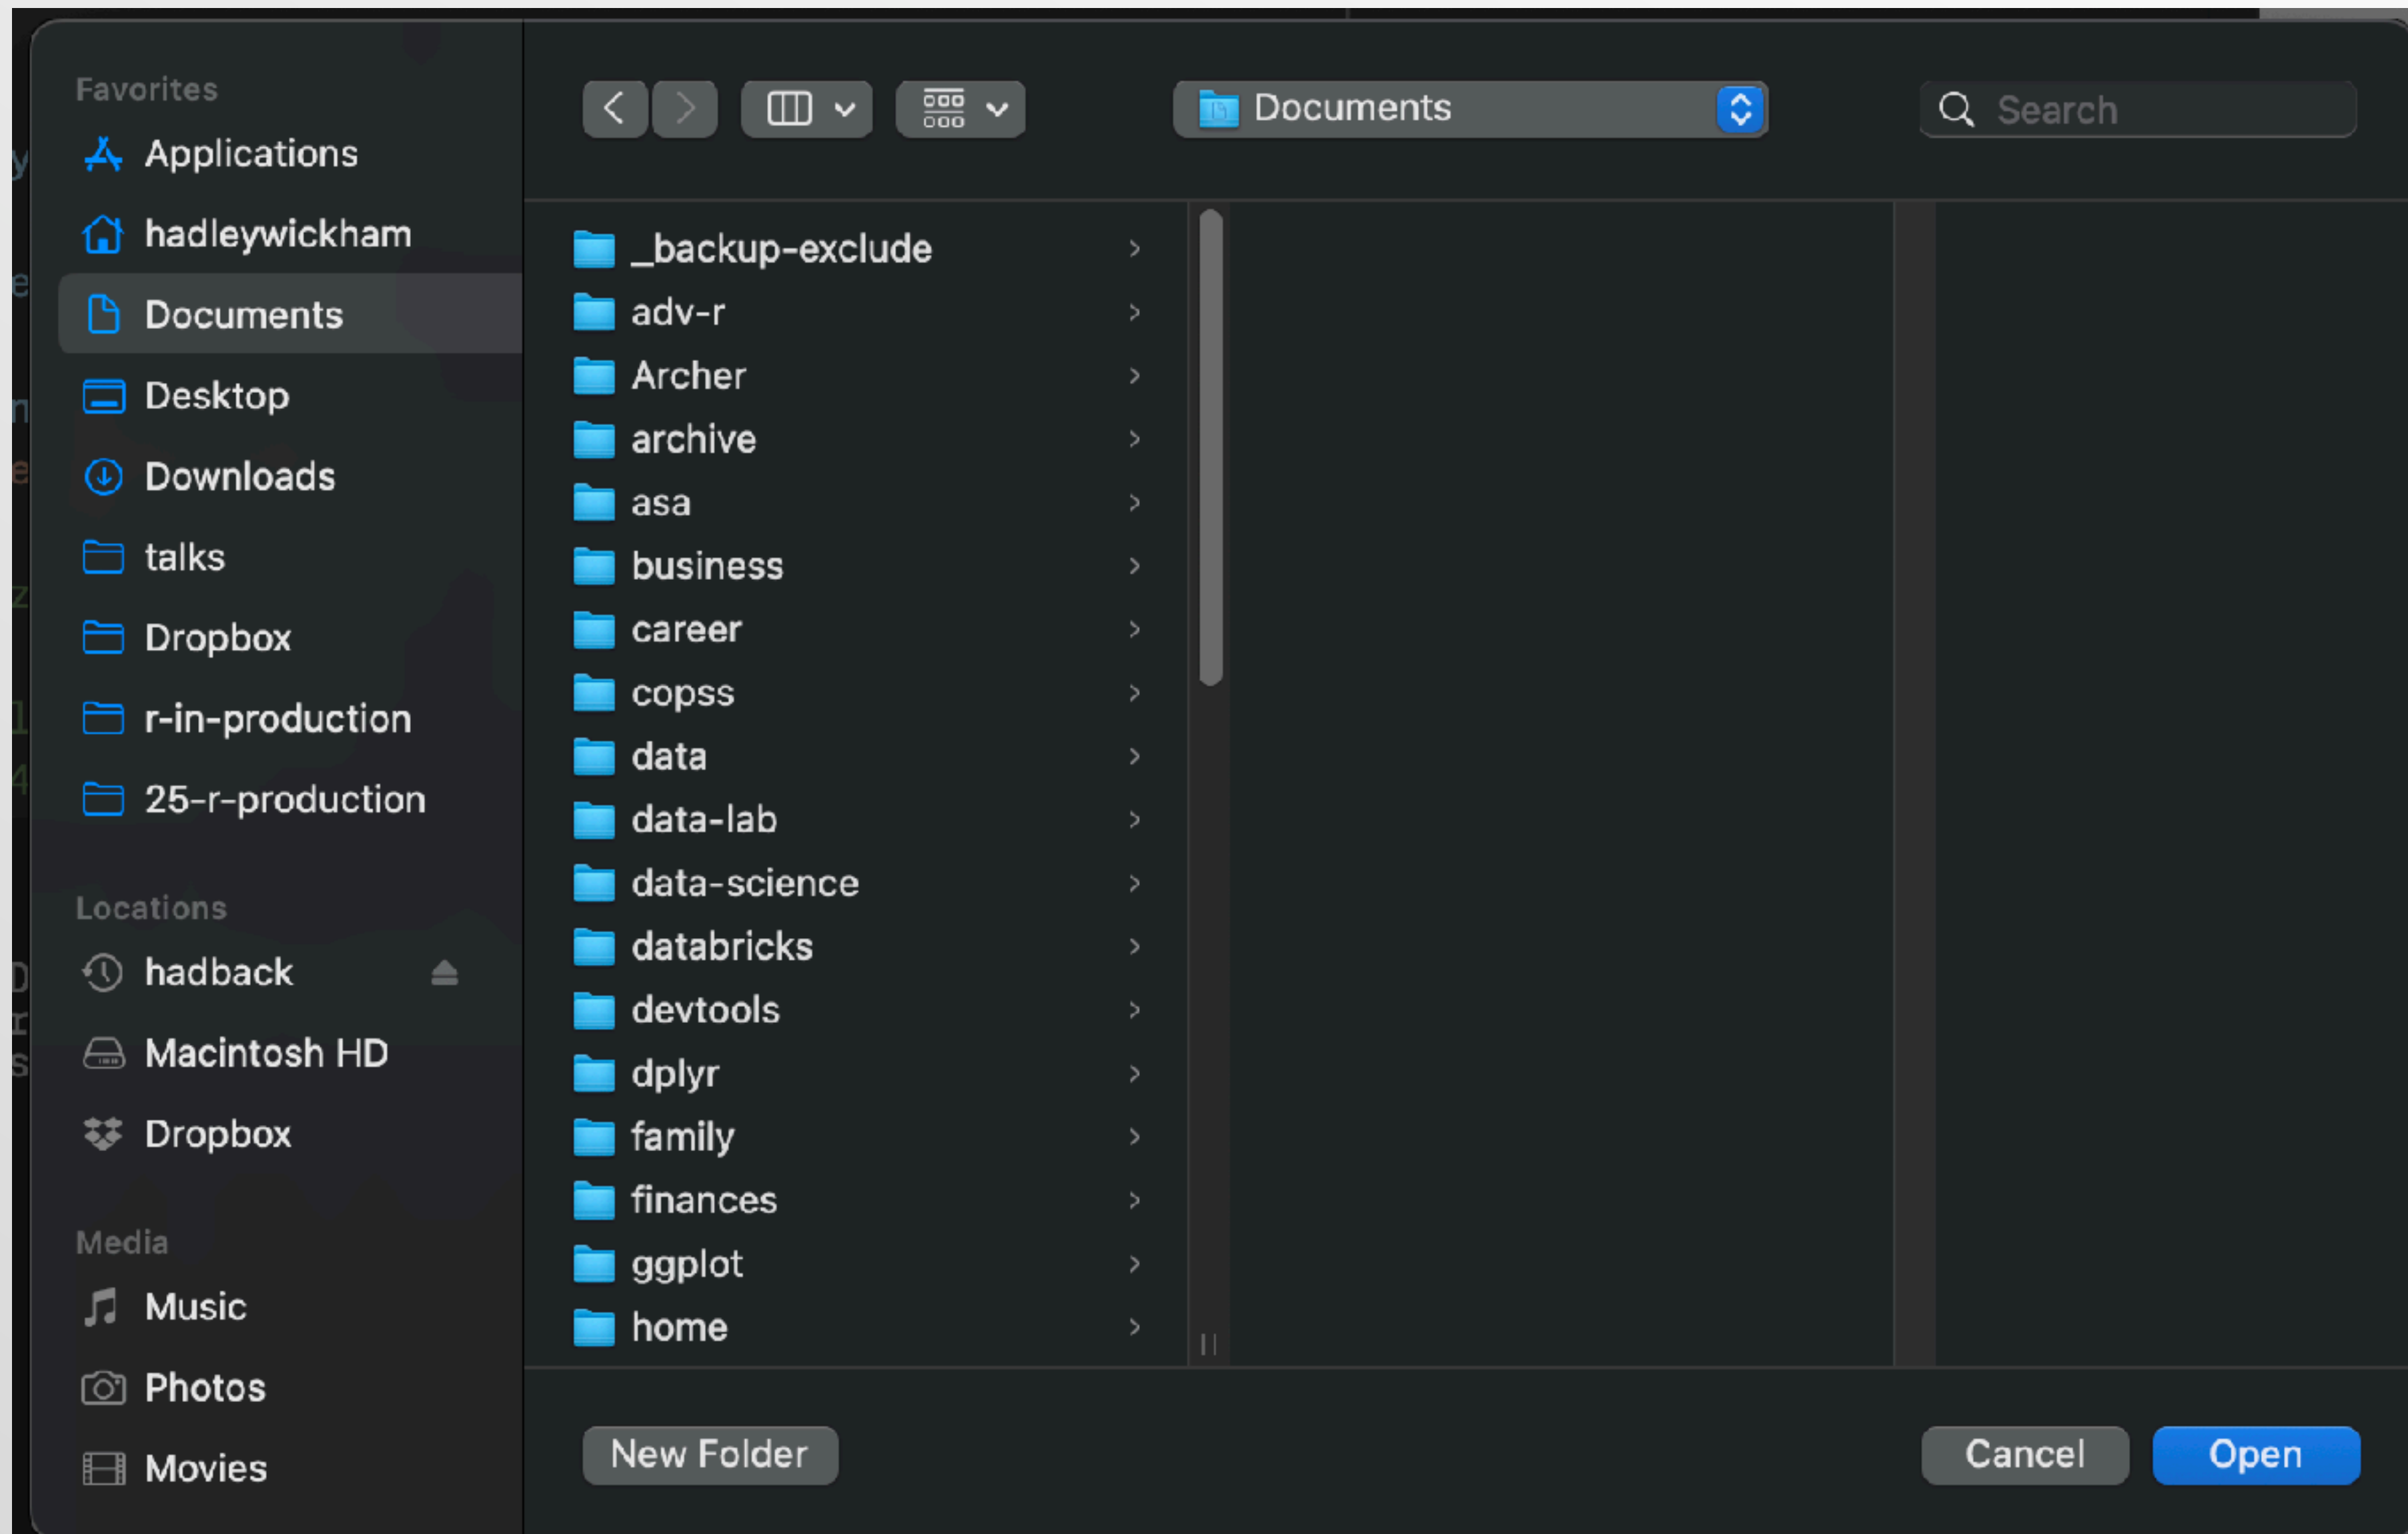 Favorites
Applications
hadleywickham
Documents
Desktop
Downloads
talks
Dropbox
r-in-production
25-r-production
Locations
hadback
Macintosh HD
Dropbox
Media
Music
Photos
Movies
Documents
Search
_backup-exclude
adv-r
Archer
archive
asa
business
career
copss
data
data-lab
data-science
databricks
devtools
dplyr
family
finances
ggplot
home
New Folder
Cancel
Open